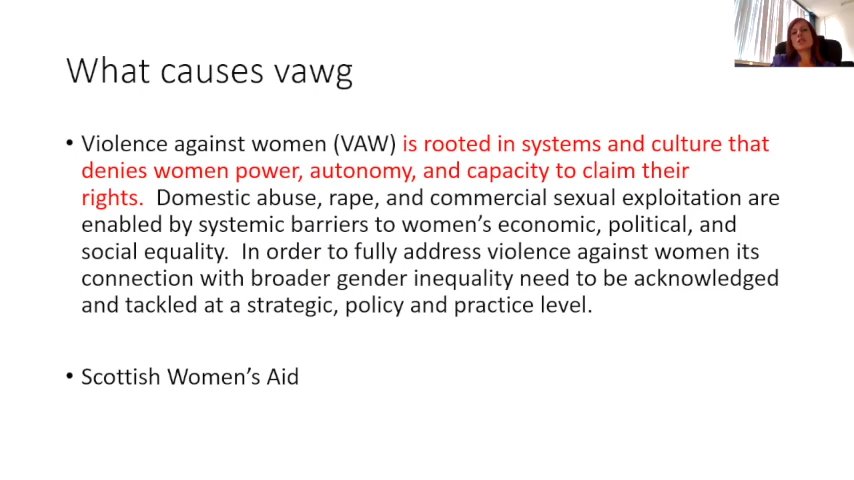 What causes vawg
• Violence against women (VAW) is rooted in systems and culture that
denies women power, autonomy, and capacity to claim their
rights.  Domestic abuse, rape, and commercial sexual exploitation are
enabled by systemic barriers to women’s economic, political, and
social equality.  In order to fully address violence against women its
connection with broader gender inequality need to be acknowledged
and tackled at a strategic, policy and practice level.
• Scottish Women’s Aid